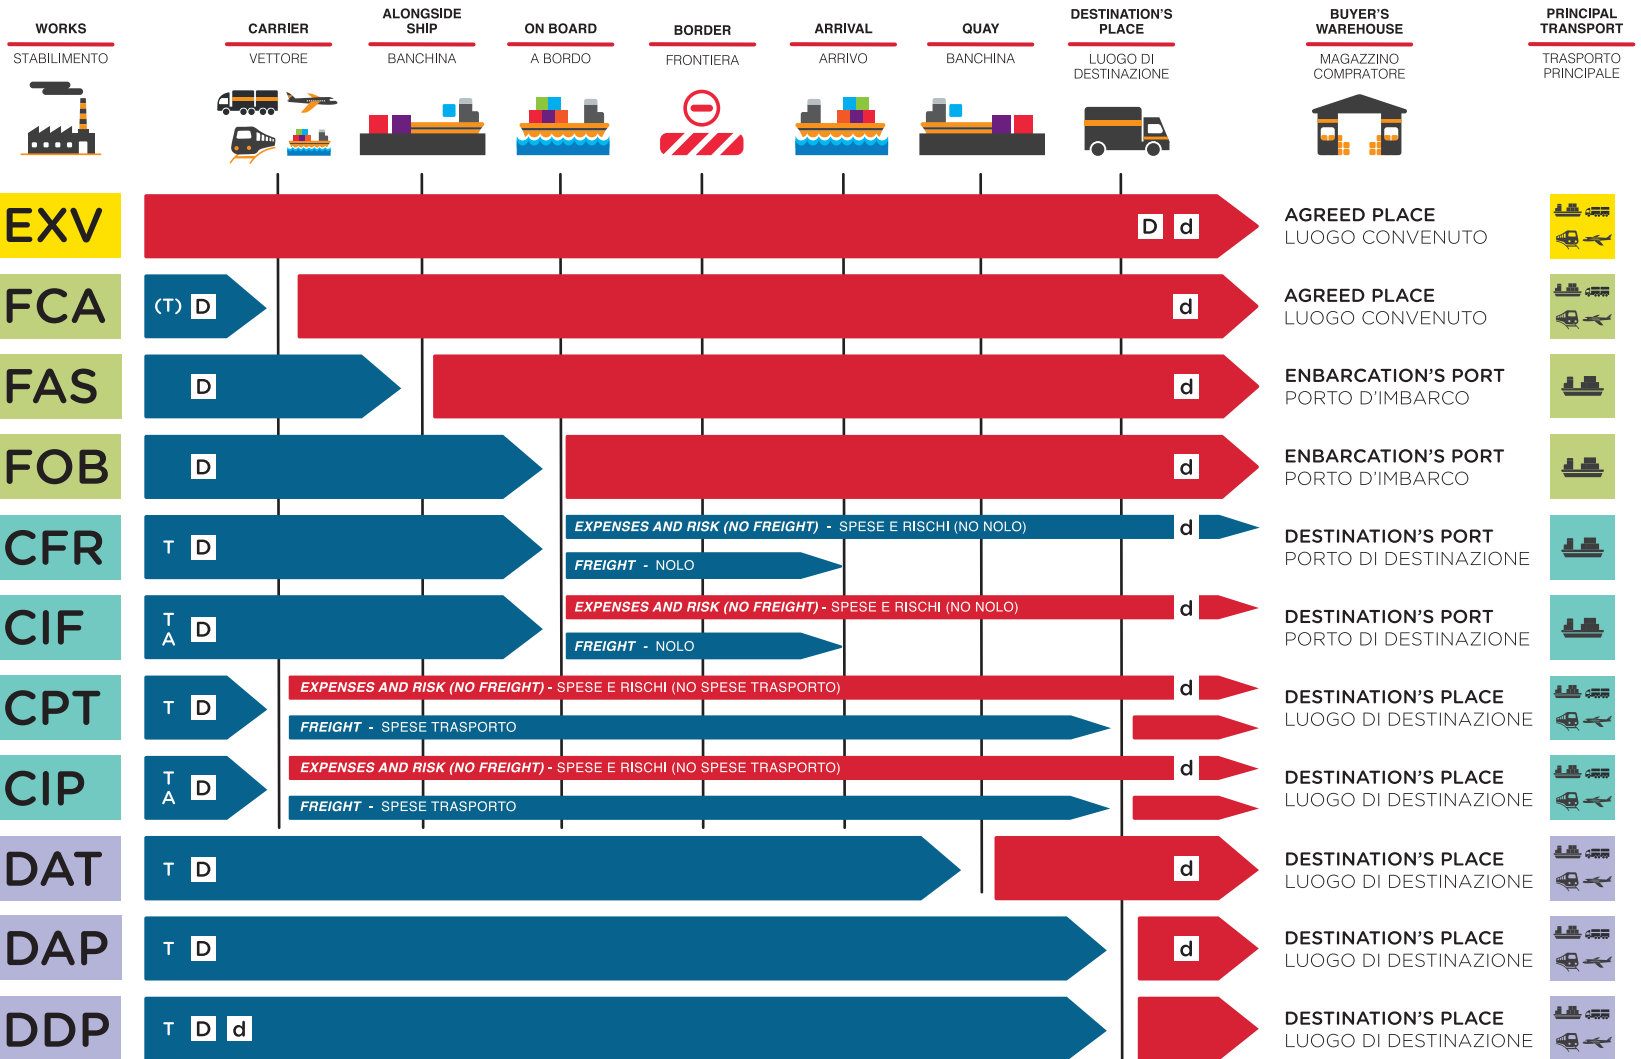 WORKS
STABILIMENTO
CARRIER
VETTORE
ALONGSIDE
SHIP
BANCHINA
ON BOARD
A BORDO
BORDER
FRONTIERA
ARRIVAL
ARRIVO
QUAY
BANCHINA
DESTINATION'S
PLACE
LUOGO DI
DESTINAZIONE
BUYER'S
WAREHOUSE
MAGAZZINO
COMPRATORE
PRINCIPAL
TRANSPORT
TRASPORTO
PRINCIPALE
EXV
D d
AGREED PLACE
LUOGO CONVENUTO
FCA
(T) D
d
AGREED PLACE
LUOGO CONVENUTO
FAS
D
d
ENBARCATION'S PORT
PORTO D'IMBARCO
FOB
D
d
ENBARCATION'S PORT
PORTO D'IMBARCO
CFR
T D
EXPENSES AND RISK (NO FREIGHT) - SPESE E RISCHI (NO NOLO)
d
FREIGHT - NOLO
DESTINATION'S PORT
PORTO DI DESTINAZIONE
CIF
T
A
D
EXPENSES AND RISK (NO FREIGHT) - SPESE E RISCHI (NO NOLO)
d
FREIGHT - NOLO
DESTINATION'S PORT
PORTO DI DESTINAZIONE
CPT
T D
EXPENSES AND RISK (NO FREIGHT) - SPESE E RISCHI (NO SPESE TRASPORTO)
d
FREIGHT - SPESE TRASPORTO
DESTINATION'S PLACE
LUOGO DI DESTINAZIONE
CIP
T
A
D
EXPENSES AND RISK (NO FREIGHT) - SPESE E RISCHI (NO SPESE TRASPORTO)
d
FREIGHT - SPESE TRASPORTO
DESTINATION'S PLACE
LUOGO DI DESTINAZIONE
DAT
T D
d
DESTINATION'S PLACE
LUOGO DI DESTINAZIONE
DAP
T D
d
DESTINATION'S PLACE
LUOGO DI DESTINAZIONE
DDP
T D d
DESTINATION'S PLACE
LUOGO DI DESTINAZIONE